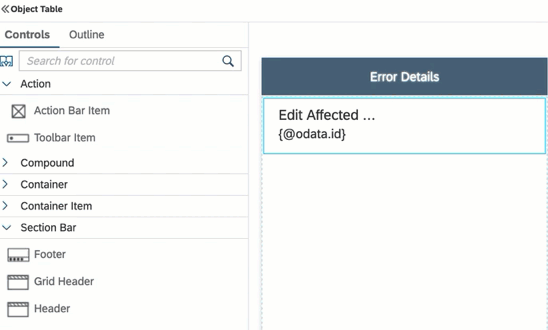 Object Table
Controls
Outline
Search for control
Action
Action Bar Item
Toolbar Item
Compound
Container
Container Item
Section Bar
Footer
Grid Header
Header
Error Details
Edit Affected ...
{@odata.id}